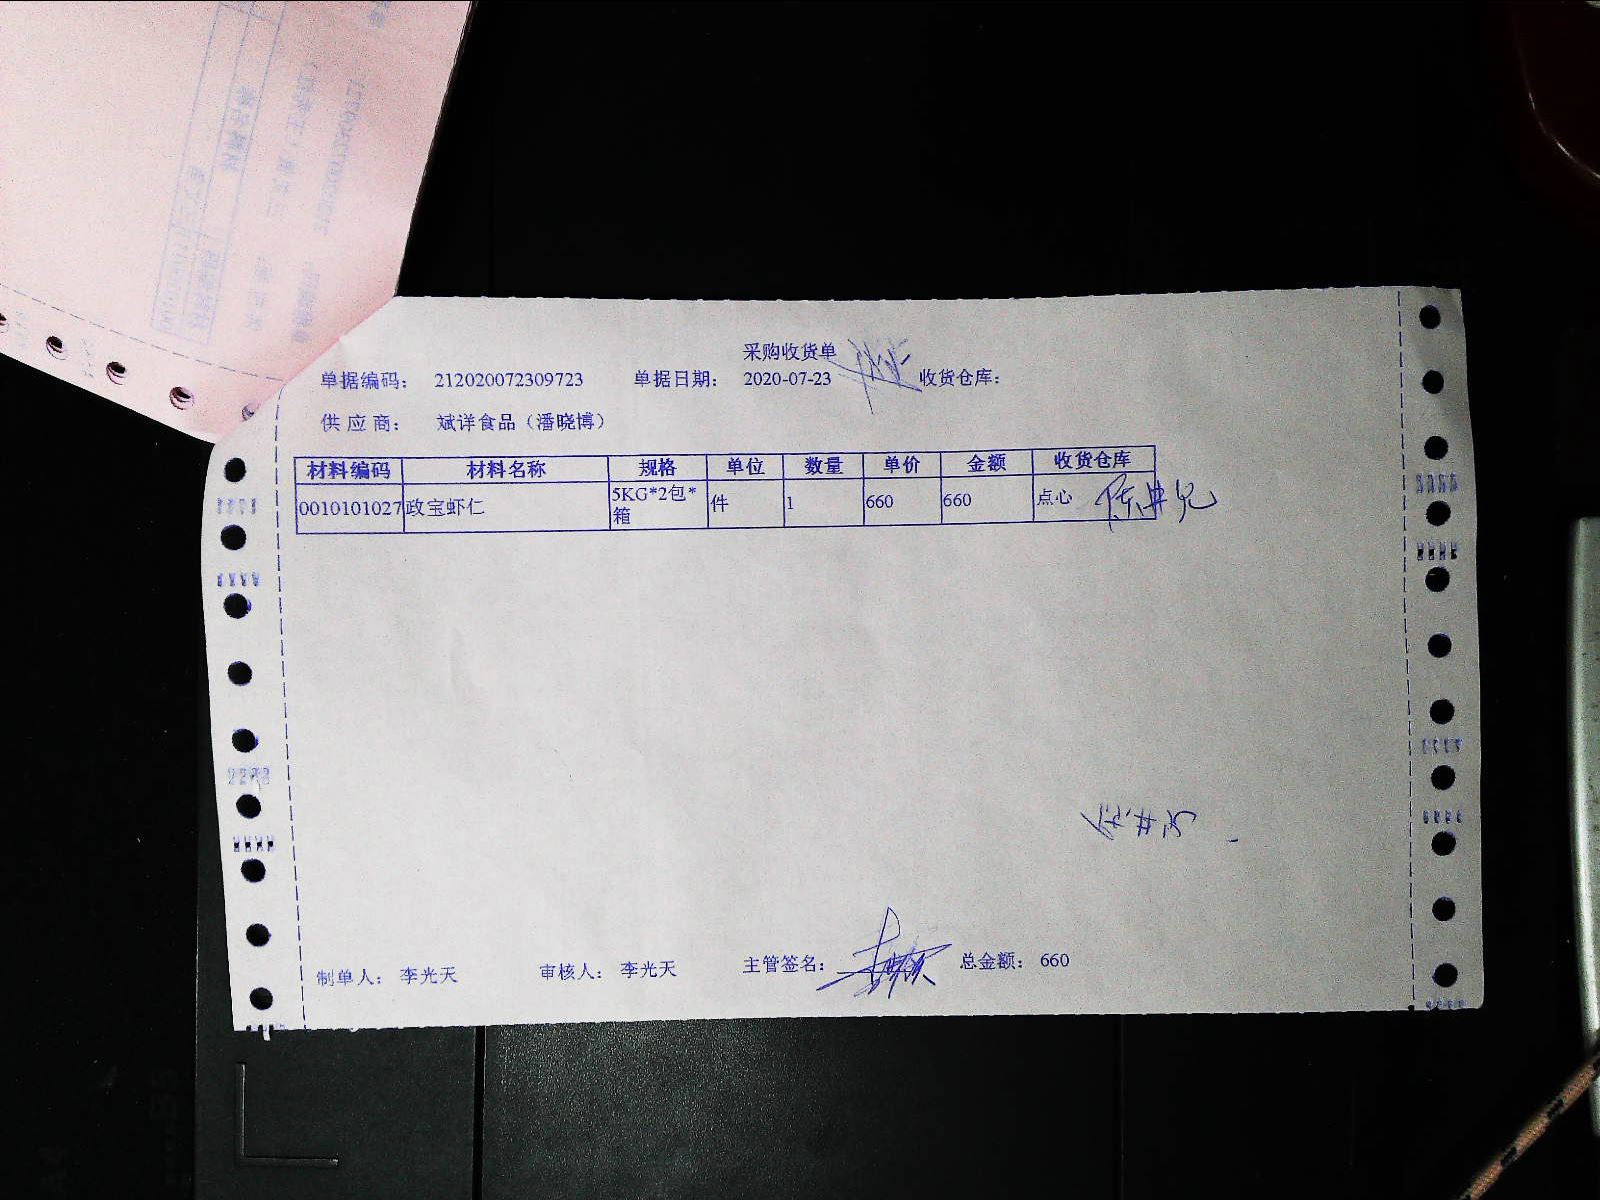 采购收货单
单据编码： 212020072309723 单据日期： 2020-07-23 收货仓库：
供应商： 斌详食品（潘晓博）
材料编码 材料名称 规格 单位 数量 单价 金额 收货仓库
0010101027 政宝虾仁 5KG*2包*箱 件 1 660 660 点心
制单人： 李光天 审核人： 李光天 主管签名： 总金额： 660